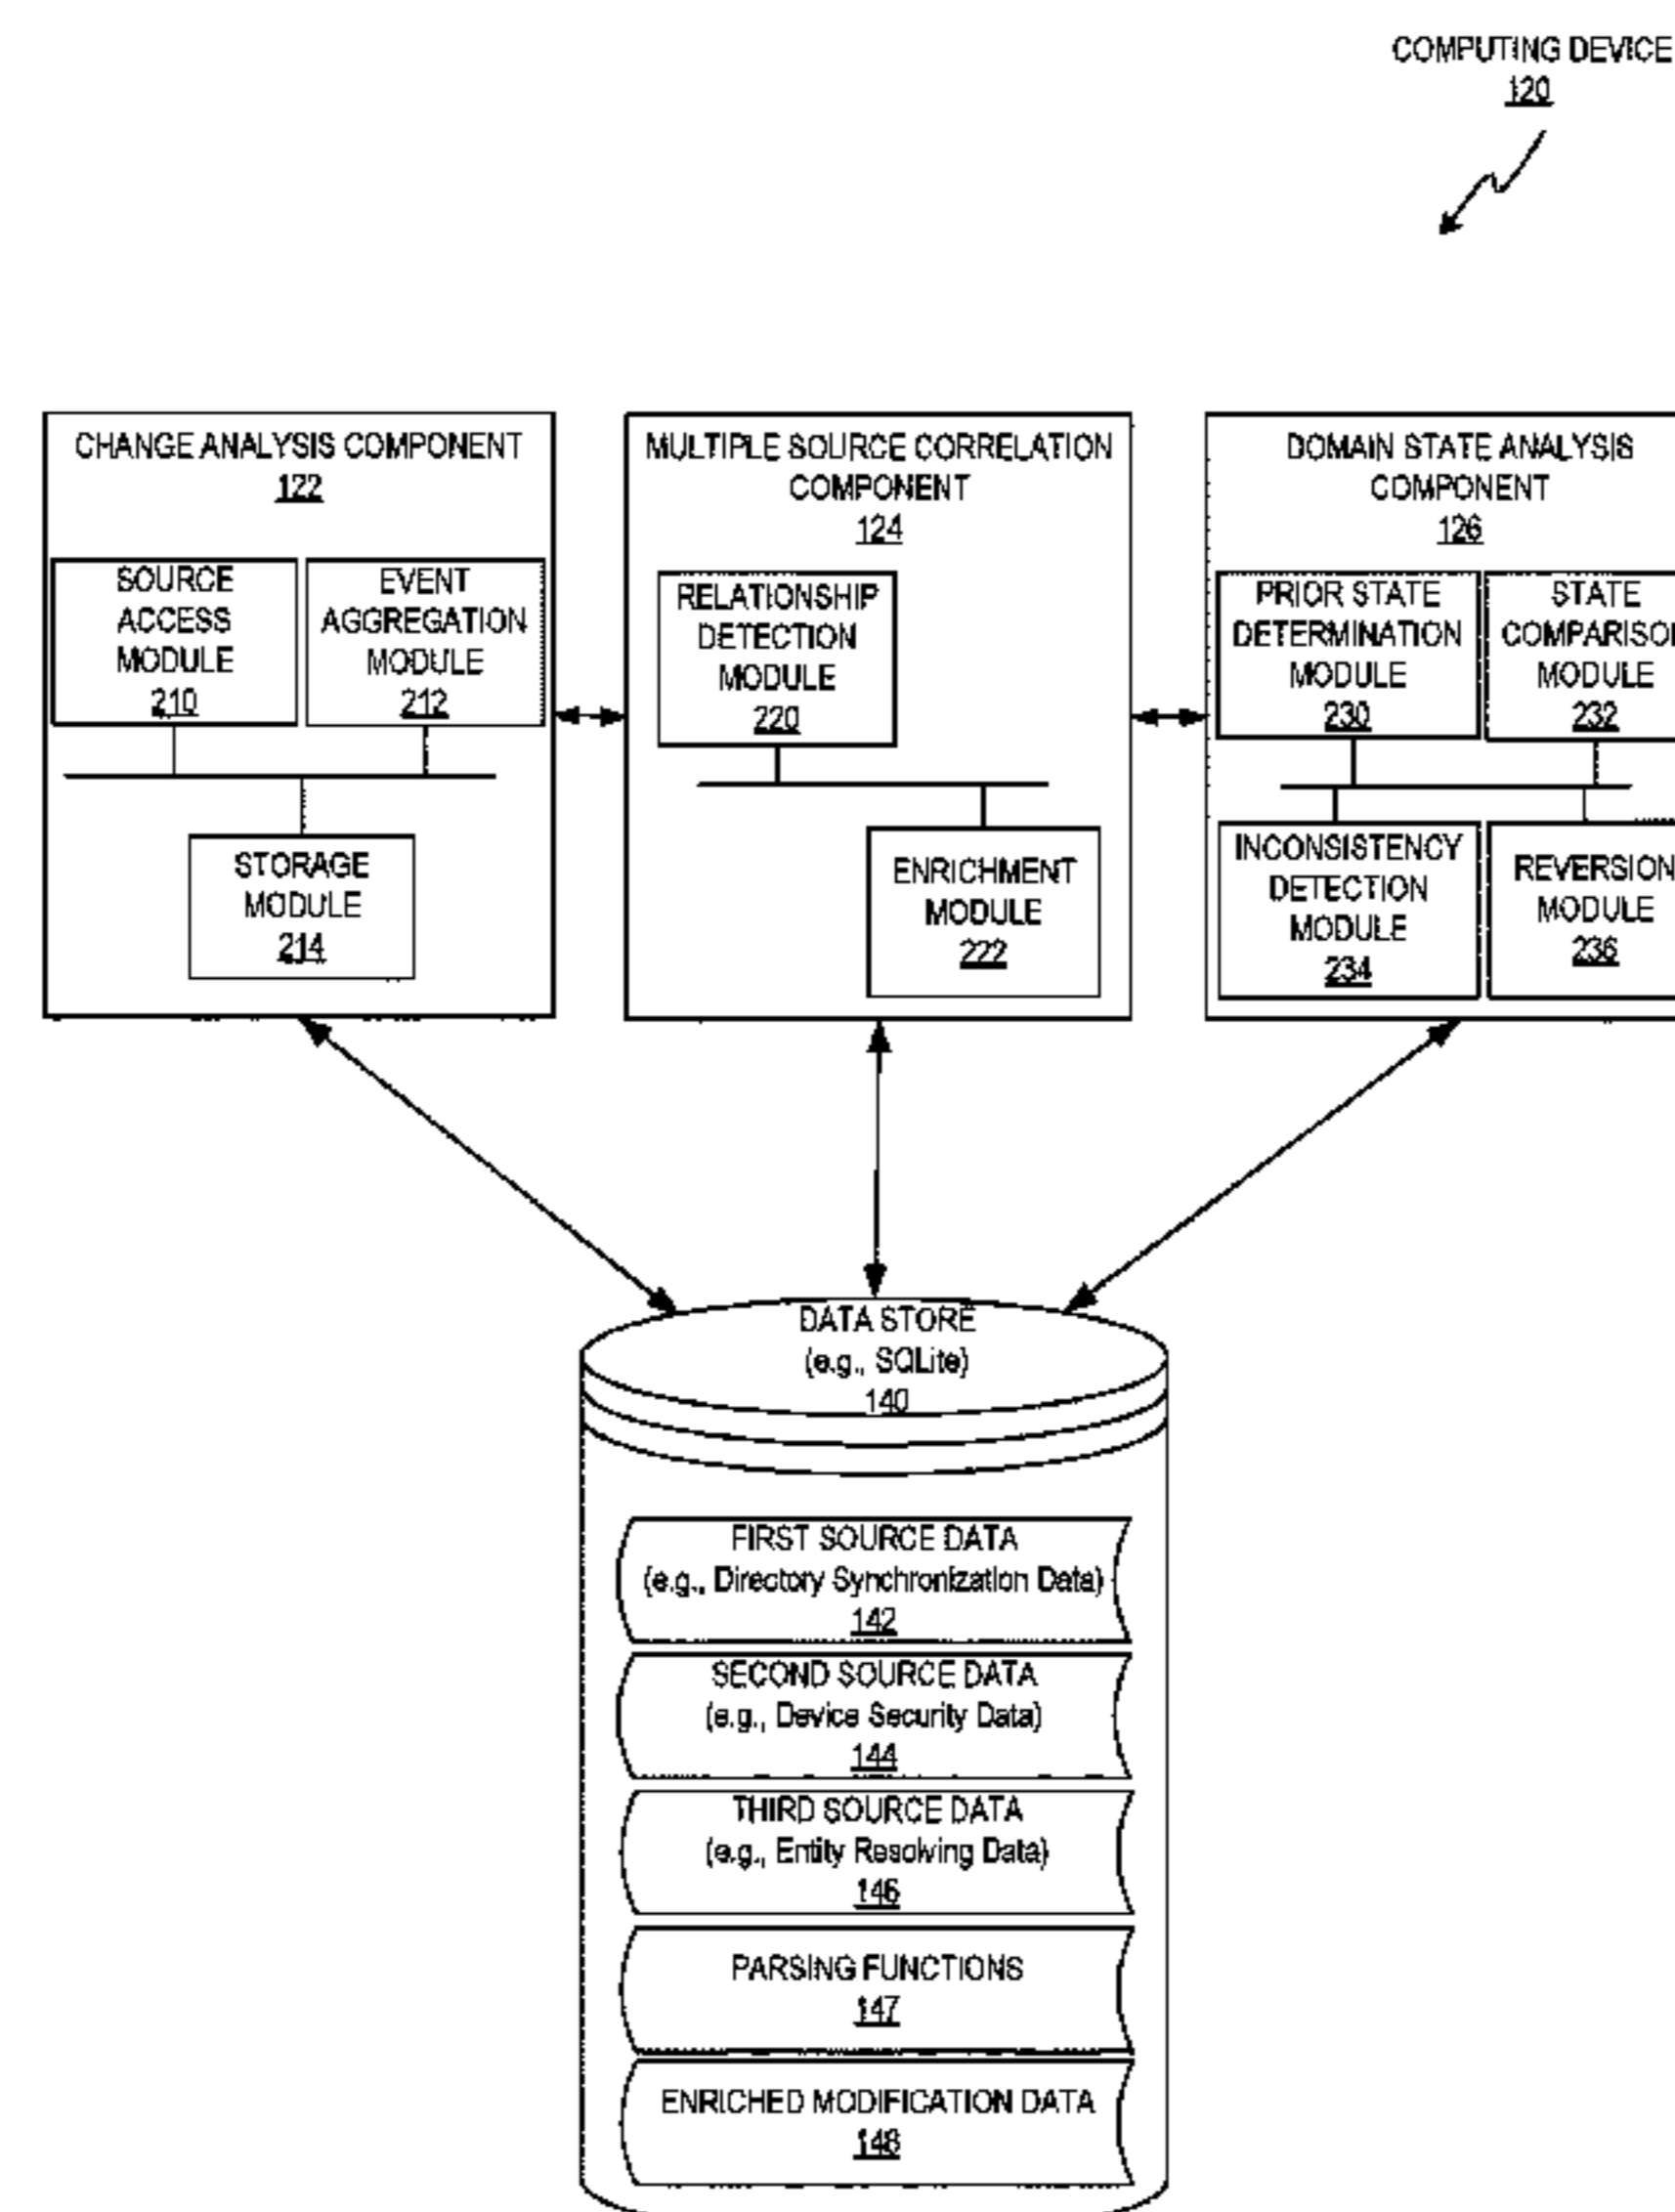 COMPUTING DEVICE
120
CHANGE ANALYSIS COMPONENT
122
SOURCE
ACCESS
MODULE
210
EVENT
AGGREGATION
MODULE
212
STORAGE
MODULE
214
MULTIPLE SOURCE CORRELATION
COMPONENT
124
RELATIONSHIP
DETECTION
MODULE
220
ENRICHMENT
MODULE
222
DOMAIN STATE ANALYSIS
COMPONENT
126
PRIOR STATE
DETERMINATION
MODULE
230
STATE
COMPARISON
MODULE
232
INCONSISTENCY
DETECTION
MODULE
234
REVERSION
MODULE
236
DATA STORE
(e.g., SQLite)
140
FIRST SOURCE DATA
(e.g., Directory Synchronization Data)
142
SECOND SOURCE DATA
(e.g., Device Security Data)
144
THIRD SOURCE DATA
(e.g., Entity Resolving Data)
146
PARSING FUNCTIONS
147
ENRICHED MODIFICATION DATA
148